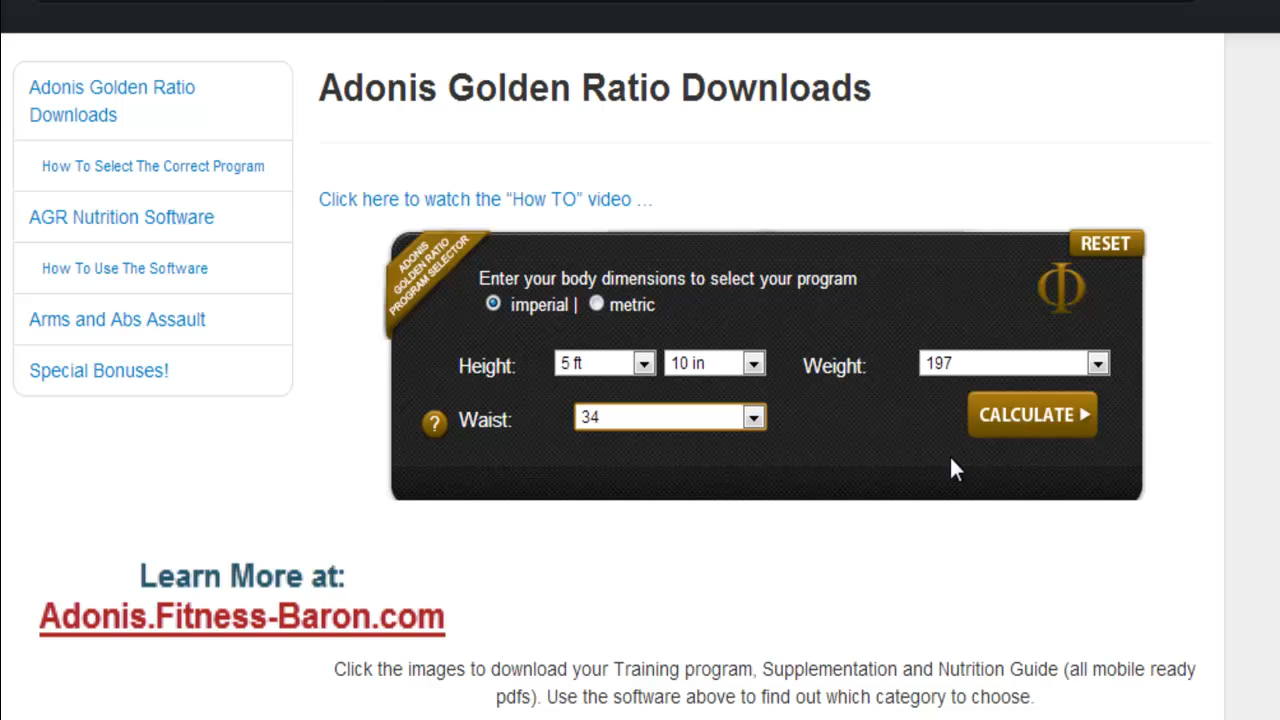 Adonis Golden Ratio
Downloads
How To Select The Correct Program
AGR Nutrition Software
How To Use The Software
Arms and Abs Assault
Special Bonuses!
Adonis Golden Ratio Downloads
Click here to watch the “How TO” video …
ADONIS
GOLDEN RATIO
PROGRAM SELECTOR
RESET
Enter your body dimensions to select your program
imperial | metric
Φ
Height: 5 ft 10 in Weight: 197
? Waist: 34 CALCULATE
Learn More at:
Adonis.Fitness-Baron.com
Click the images to download your Training program, Supplementation and Nutrition Guide (all mobile ready
pdfs). Use the software above to find out which category to choose.